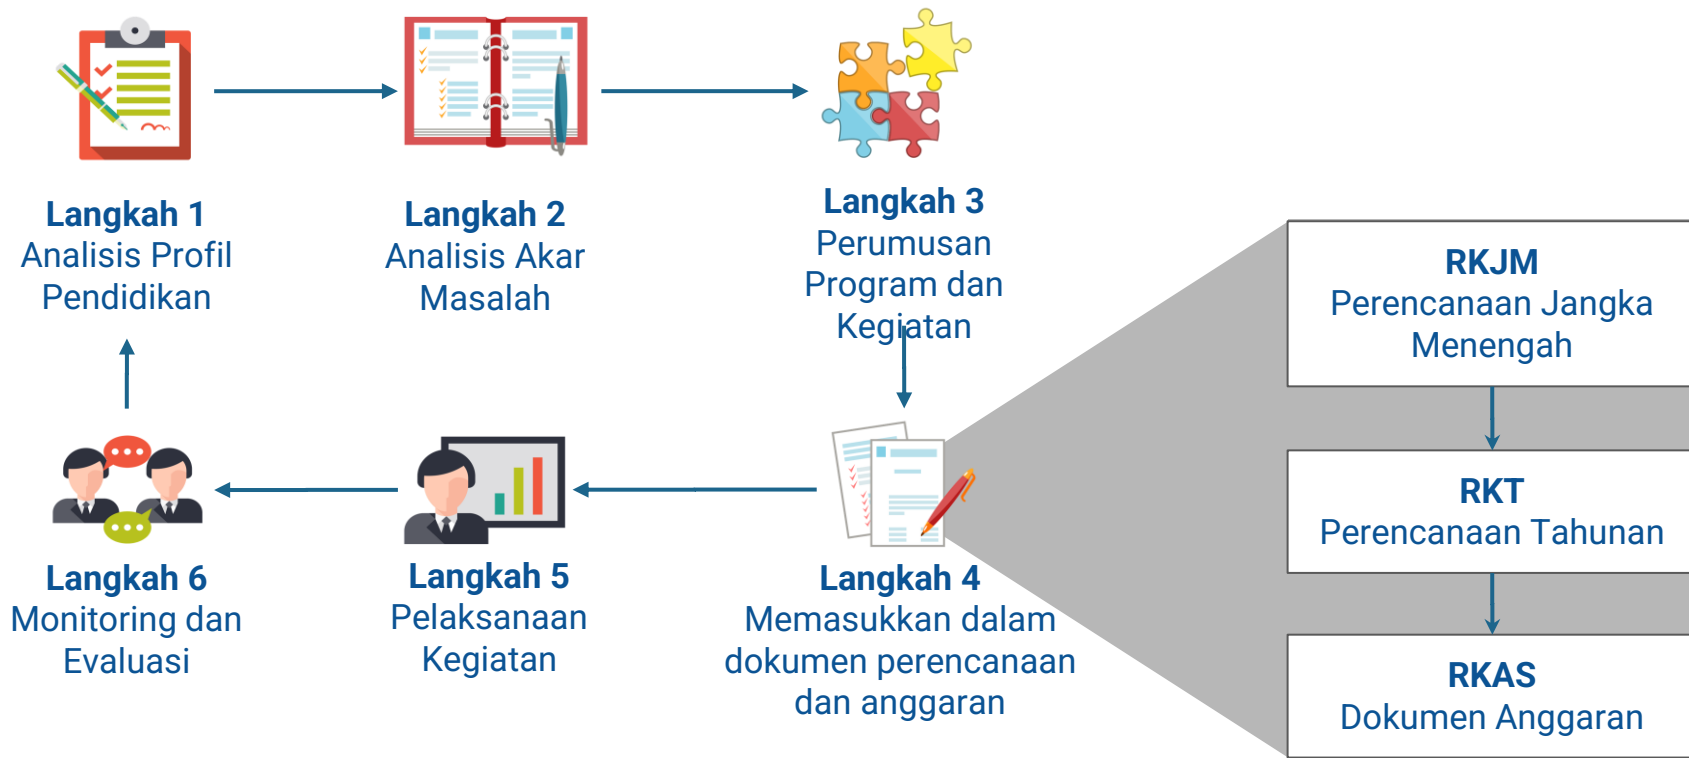 Langkah 1
Analisis Profil
Pendidikan
Langkah 2
Analisis Akar
Masalah
Langkah 3
Perumusan
Program dan
Kegiatan
Langkah 4
Memasukkan dalam
dokumen perencanaan
dan anggaran
Langkah 5
Pelaksanaan
Kegiatan
Langkah 6
Monitoring dan
Evaluasi
RKJM
Perencanaan Jangka
Menengah
RKT
Perencanaan Tahunan
RKAS
Dokumen Anggaran